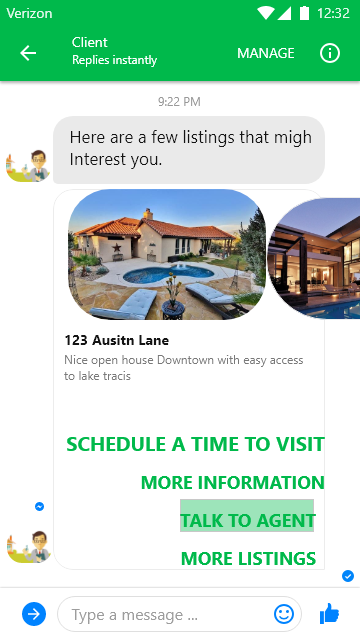 Verizon 12:32
Client MANAGE
Replies instantly
9:22 PM
Here are a few listings that migh
Interest you.
123 Ausitn Lane
Nice open house Downtown with easy access
to lake tracis
SCHEDULE A TIME TO VISIT
MORE INFORMATION
TALK TO AGENT
MORE LISTINGS
Type a message ...